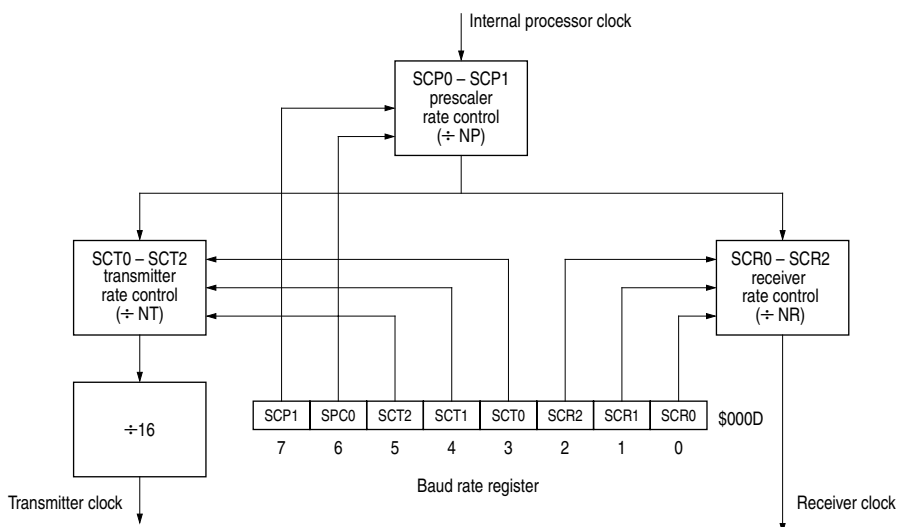 Internal processor clock
SCP0 – SCP1
prescaler
rate control
(÷ NP)
SCT0 – SCT2
transmitter
rate control
(÷ NT)
SCR0 – SCR2
receiver
rate control
(÷ NR)
÷16
SCP1 SPC0 SCT2 SCT1 SCT0 SCR2 SCR1 SCR0 $000D
7 6 5 4 3 2 1 0
Baud rate register
Transmitter clock
Receiver clock